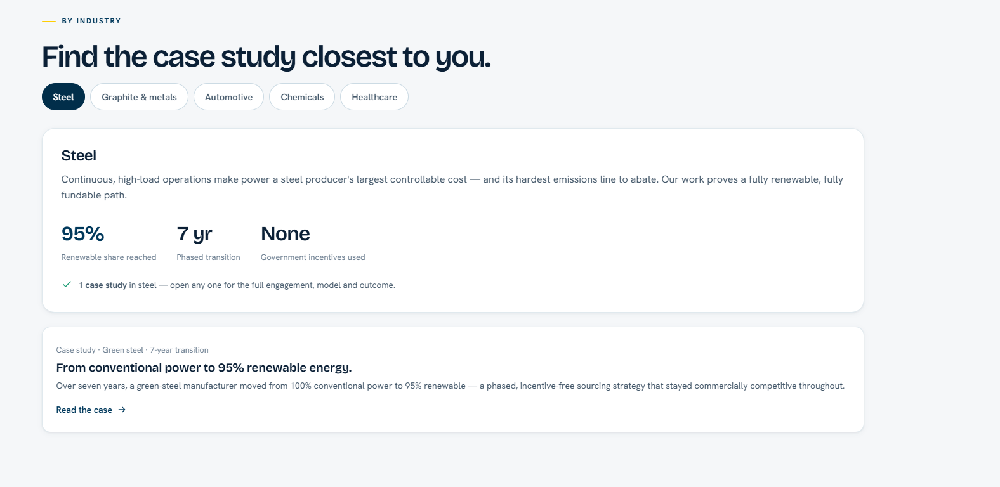 BY INDUSTRY
Find the case study closest to you.
Steel
Graphite & metals
Automotive
Chemicals
Healthcare
Steel
Continuous, high-load operations make power a steel producer's largest controllable cost — and its hardest emissions line to abate. Our work proves a fully renewable, fully
fundable path.
95%
7 yr
None
Renewable share reached
Phased transition
Government incentives used
1 case study in steel — open any one for the full engagement, model and outcome.
Case study · Green steel · 7-year transition
From conventional power to 95% renewable energy.
Over seven years, a green-steel manufacturer moved from 100% conventional power to 95% renewable — a phased, incentive-free sourcing strategy that stayed commercially competitive throughout.
Read the case →